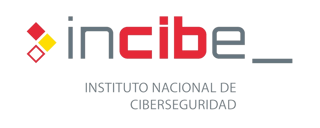 incibe_
INSTITUTO NACIONAL DE
CIBERSEGURIDAD